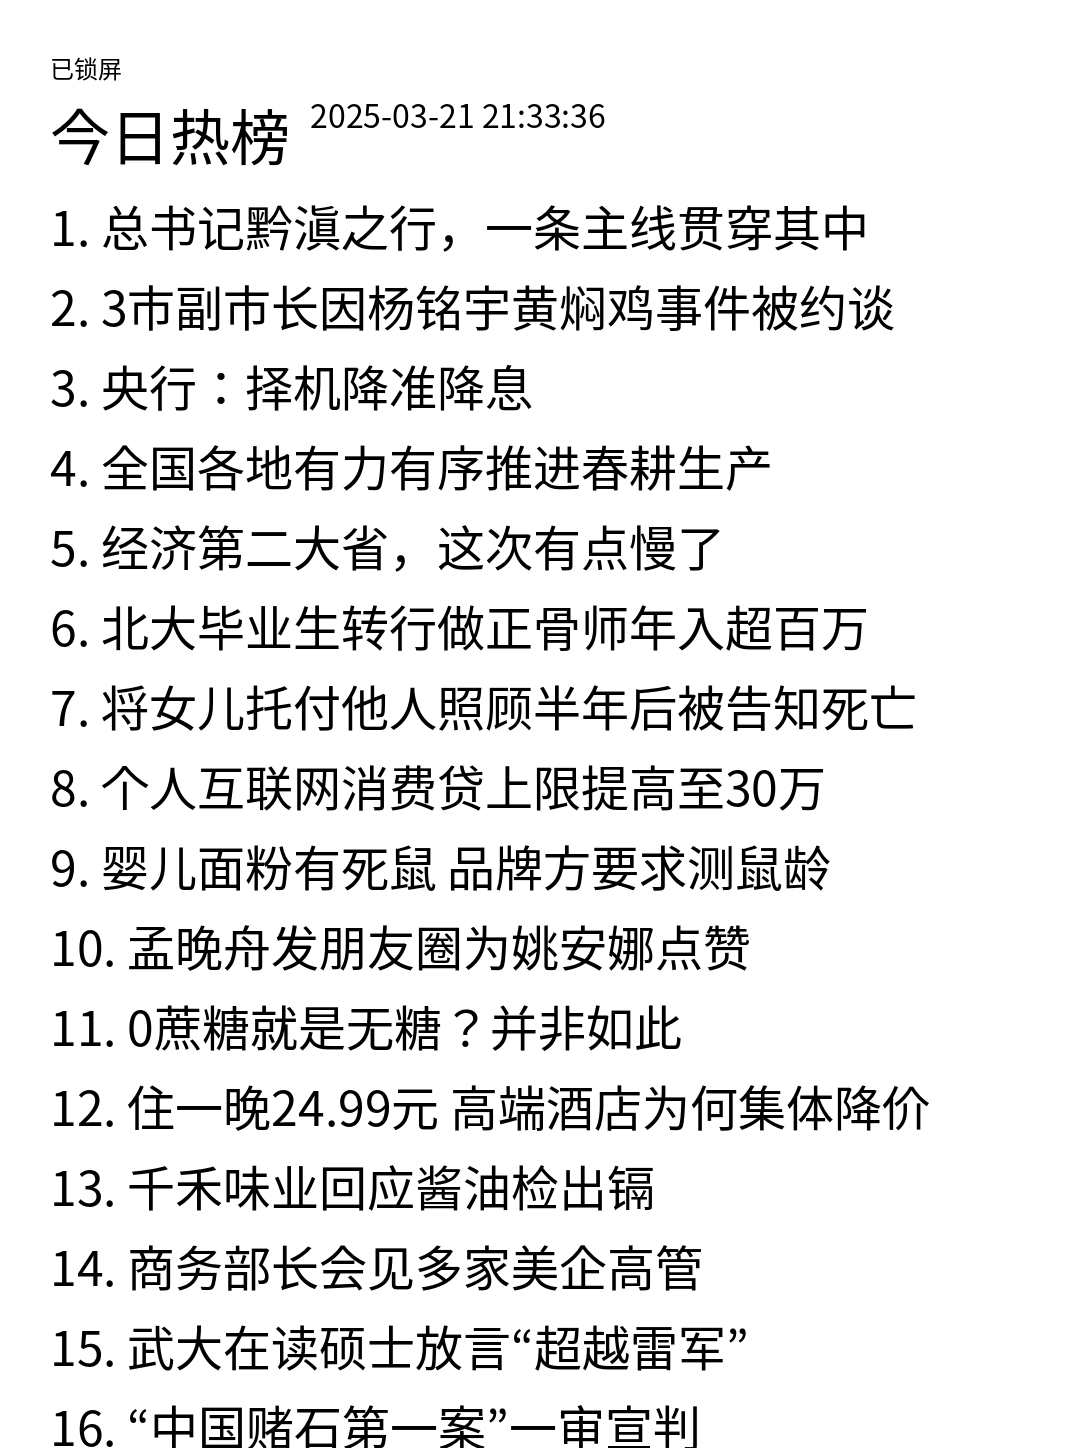 已锁屏
今日热榜 2025-03-21 21:33:36
1. 总书记黔滇之行，一条主线贯穿其中
2. 3市副市长因杨铭宇黄焖鸡事件被约谈
3. 央行：择机降准降息
4. 全国各地有力有序推进春耕生产
5. 经济第二大省，这次有点慢了
6. 北大毕业生转行做正骨师年入超百万
7. 将女儿托付他人照顾半年后被告知死亡
8. 个人互联网消费贷上限提高至30万
9. 婴儿面粉有死鼠 品牌方要求测鼠龄
10. 孟晚舟发朋友圈为姚安娜点赞
11. 0蔗糖就是无糖？并非如此
12. 住一晚24.99元 高端酒店为何集体降价
13. 千禾味业回应酱油检出镉
14. 商务部长会见多家美企高管
15. 武大在读硕士放言“超越雷军”
16. “中国赌石第一案”一审宣判